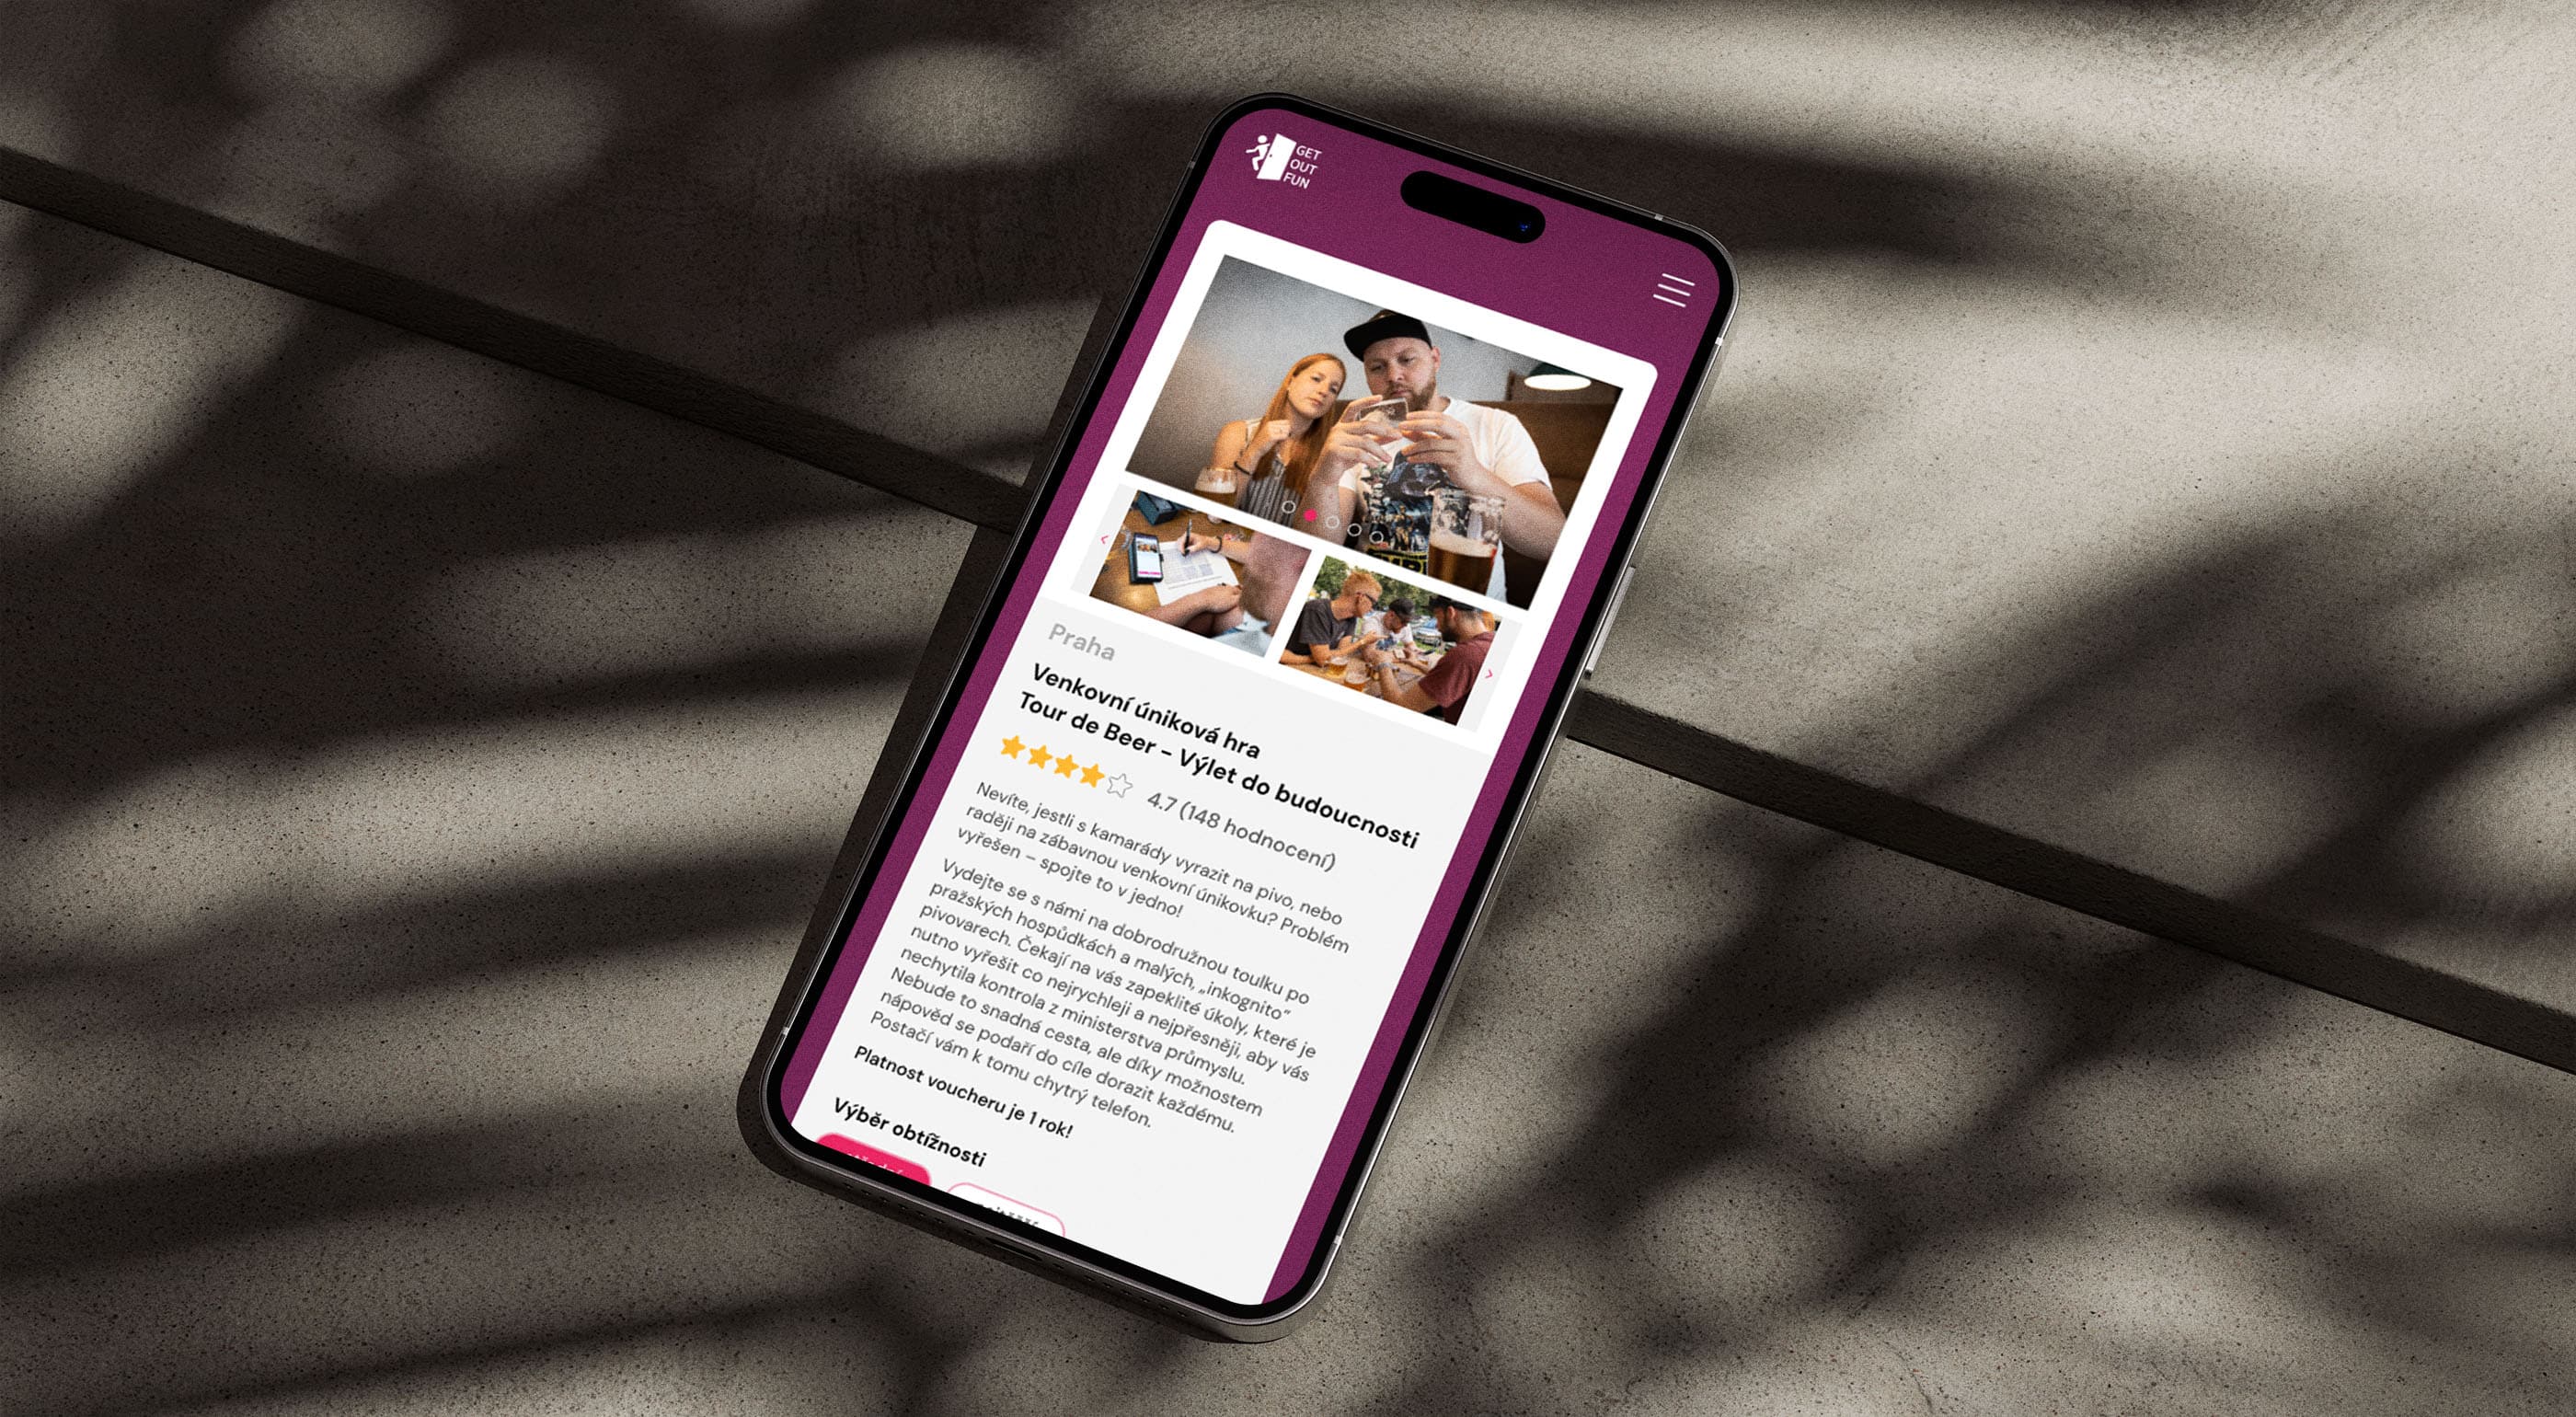 GET
OUT
FUN
Praha
Venkovní úniková hra
Tour de Beer – Výlet do budoucnosti
4.7 (148 hodnocení)
Nevíte, jestli s kamarády vyrazit na pivo, nebo
raději na zábavnou venkovní únikovku? Problém
vyřešen – spojte to v jedno!
Vydejte se s námi na dobrodružnou toulku po
pražských hospůdkách a malých, „inkognito“
pivovarech. Čekají na vás zapeklité úkoly, které je
nutno vyřešit co nejrychleji a nejpřesněji, aby vás
nechytila kontrola z ministerstva průmyslu.
Nebude to snadná cesta, ale díky možnostem
nápověd se podaří do cíle dorazit každému.
Postačí vám k tomu chytrý telefon.
Platnost voucheru je 1 rok!
Výběr obtížnosti